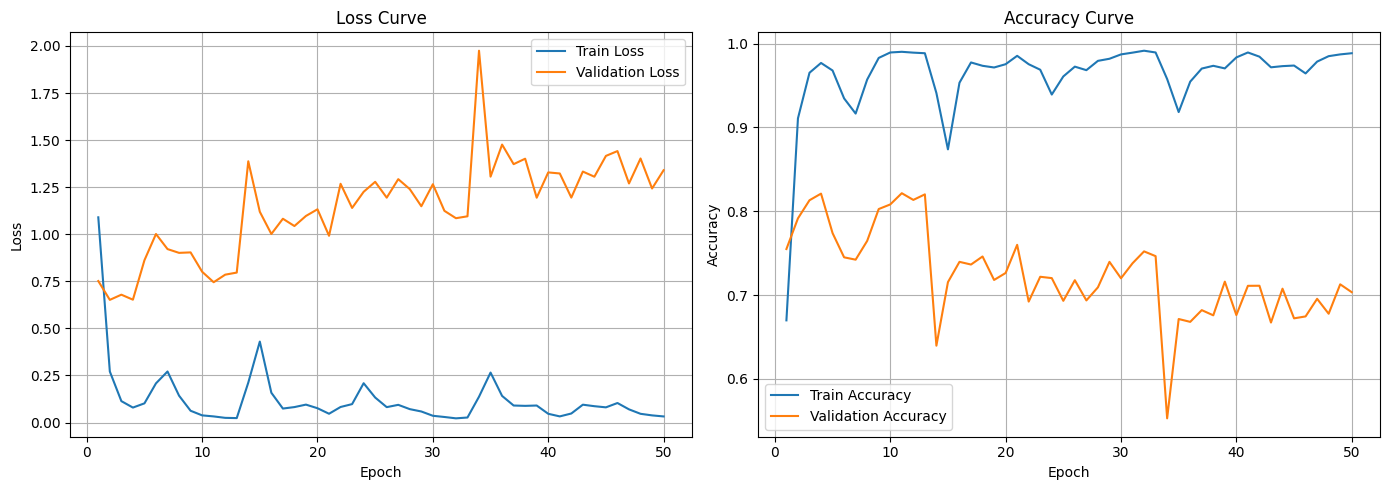 Loss Curve
Train Loss
Validation Loss
2.00
1.75
1.50
1.25
1.00
0.75
0.50
0.25
0.00
Loss
0 10 20 30 40 50
Epoch
Accuracy Curve
1.0
0.9
0.8
0.7
0.6
Accuracy
Train Accuracy
Validation Accuracy
0 10 20 30 40 50
Epoch